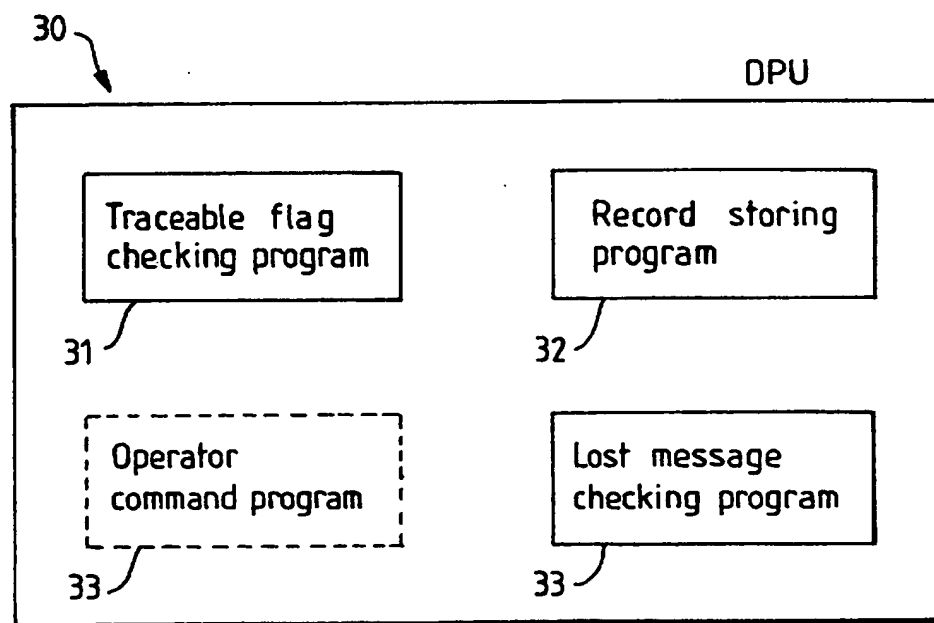 30
DPU
Traceable flag
checking program
31
Record storing
program
32
Operator
command program
33
Lost message
checking program
33